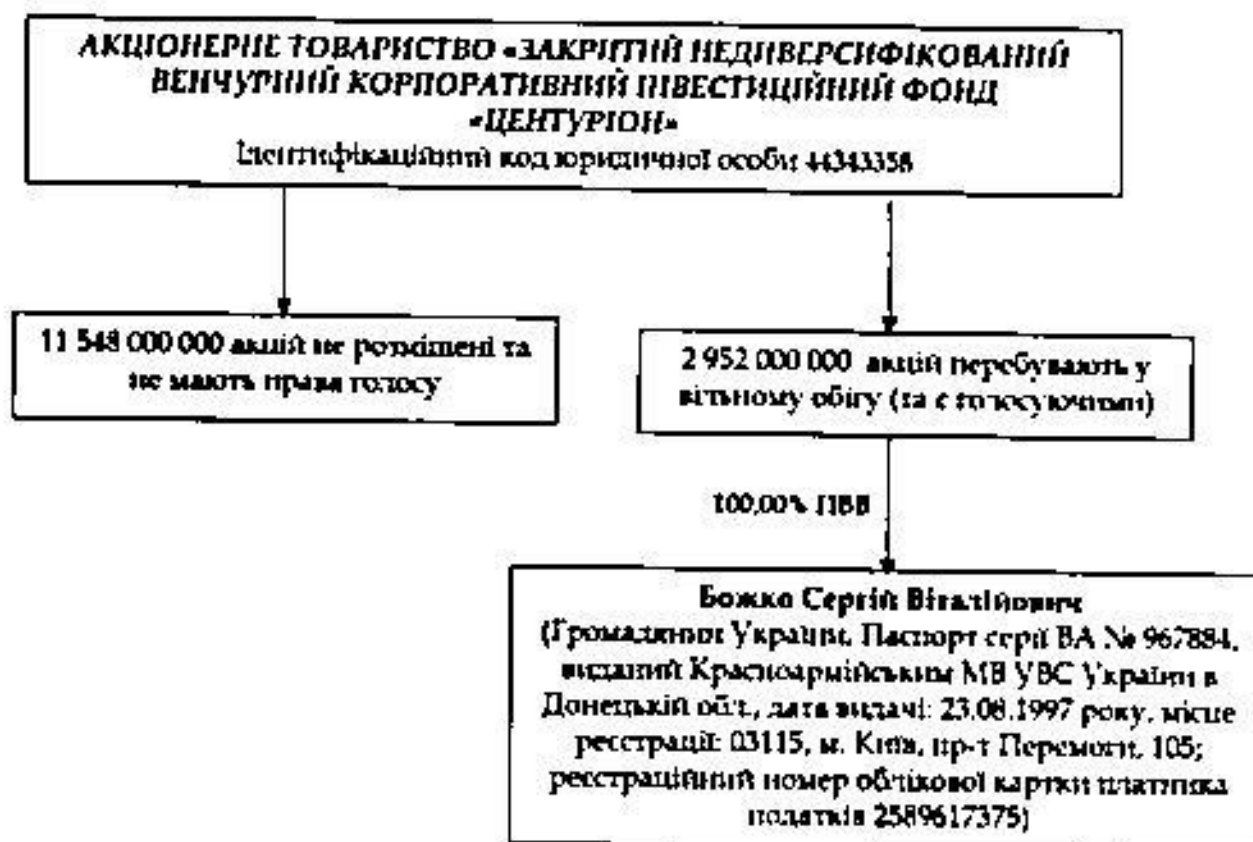 АКЦІОНЕРНЕ ТОВАРИСТВО «ЗАКРИТИЙ НЕДИВЕРСИФІКОВАНИЙ
ВЕНЧУРНИЙ КОРПОРАТИВНИЙ ІНВЕСТИЦІЙНИЙ ФОНД
«ЦЕНТУРІОН»
Ідентифікаційний код юридичної особи 44343358
11 548 000 000 акцій не розміщені та
не мають права голосу
2 952 000 000 акцій перебувають у
вільному обігу (та є голосуючими)
100,00% ПВВ
Божко Сергій Віталійович
(Громадянин України, Паспорт серії ВА № 967884,
виданий Красноармійським МВ УВС України в
Донецькій обл., дата видачі: 23.08.1997 року, місце
реєстрації: 03115, м. Київ, пр-т Перемоги, 105;
реєстраційний номер облікової картки платника
податків 2589617375)